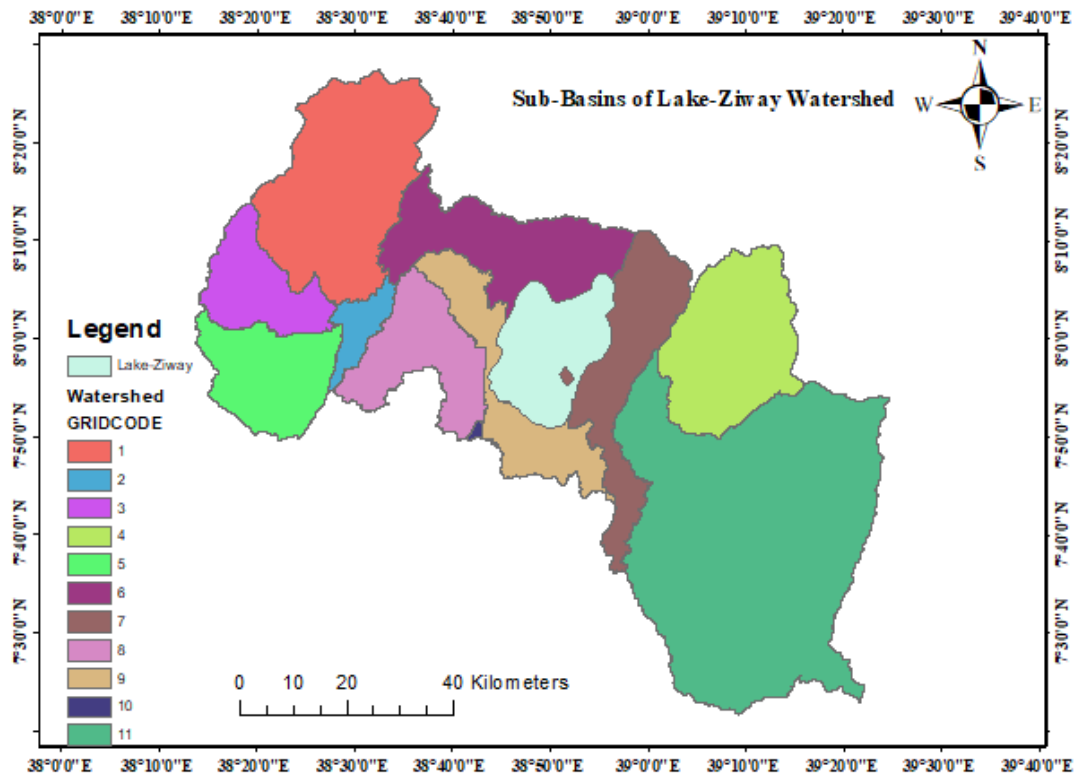 38°0'0"E 38°10'0"E 38°20'0"E 38°30'0"E 38°40'0"E 38°50'0"E 39°0'0"E 39°10'0"E 39°20'0"E 39°30'0"E 39°40'0"E
Sub-Basins of Lake-Ziway Watershed
N
W E
S
8°20'0"N 8°20'0"N
8°10'0"N 8°10'0"N
8°0'0"N 8°0'0"N
7°50'0"N 7°50'0"N
7°40'0"N 7°40'0"N
7°30'0"N 7°30'0"N
Legend
Lake-Ziway
Watershed
GRIDCODE
1
2
3
4
5
6
7
8
9
10
11
0 10 20 40 Kilometers
38°0'0"E 38°10'0"E 38°20'0"E 38°30'0"E 38°40'0"E 38°50'0"E 39°0'0"E 39°10'0"E 39°20'0"E 39°30'0"E 39°40'0"E